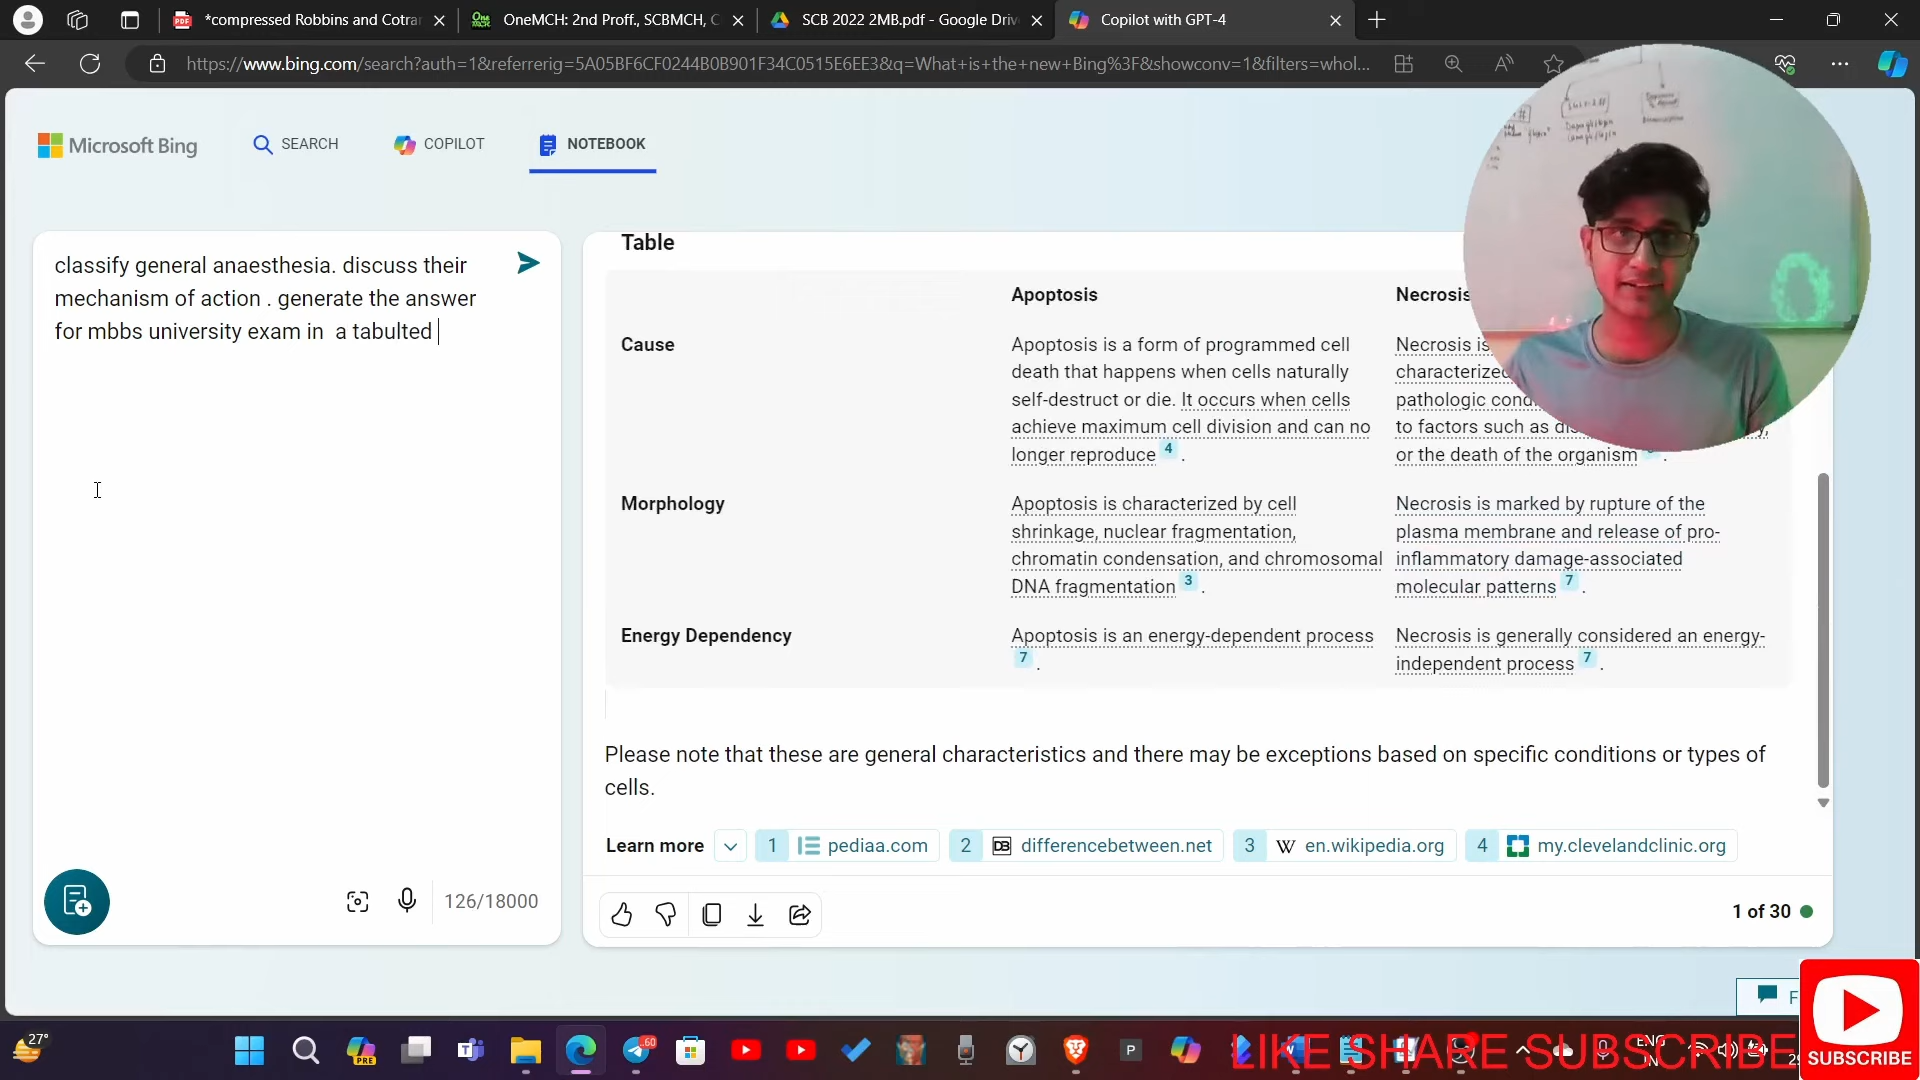 *compressed Robbins and Cotra
OneMCH: 2nd Proff., SCBMCH, C
SCB 2022 2MB.pdf - Google Driv
Copilot with GPT-4
https://www.bing.com/search?auth=1&referrerig=5A05BF6CF0244B0B901F34C0515E6EE3&q=What+is+the+new+Bing%3F&showconv=1&filters=whol...
Microsoft Bing
SEARCH
COPILOT
NOTEBOOK
classify general anaesthesia. discuss their
mechanism of action . generate the answer
for mbbs university exam in  a tabulted
126/18000
Table
Apoptosis
Necrosis
Cause
Apoptosis is a form of programmed cell
death that happens when cells naturally
self-destruct or die. It occurs when cells
achieve maximum cell division and can no
longer reproduce 4 .
Necrosis is
characterized
pathologic cond
to factors such as dis
or the death of the organism
Morphology
Apoptosis is characterized by cell
shrinkage, nuclear fragmentation,
chromatin condensation, and chromosomal
DNA fragmentation 3 .
Necrosis is marked by rupture of the
plasma membrane and release of pro-
inflammatory damage-associated
molecular patterns 7 .
Energy Dependency
Apoptosis is an energy-dependent process
7 .
Necrosis is generally considered an energy-
independent process 7 .
Please note that these are general characteristics and there may be exceptions based on specific conditions or types of
cells.
Learn more
1 pediaa.com
2 DB differencebetween.net
3 W en.wikipedia.org
4 my.clevelandclinic.org
1 of 30
F
27°
PRE
60
P
ENG
IN
LIKE SHARE SUBSCRIBE
SUBSCRIBE